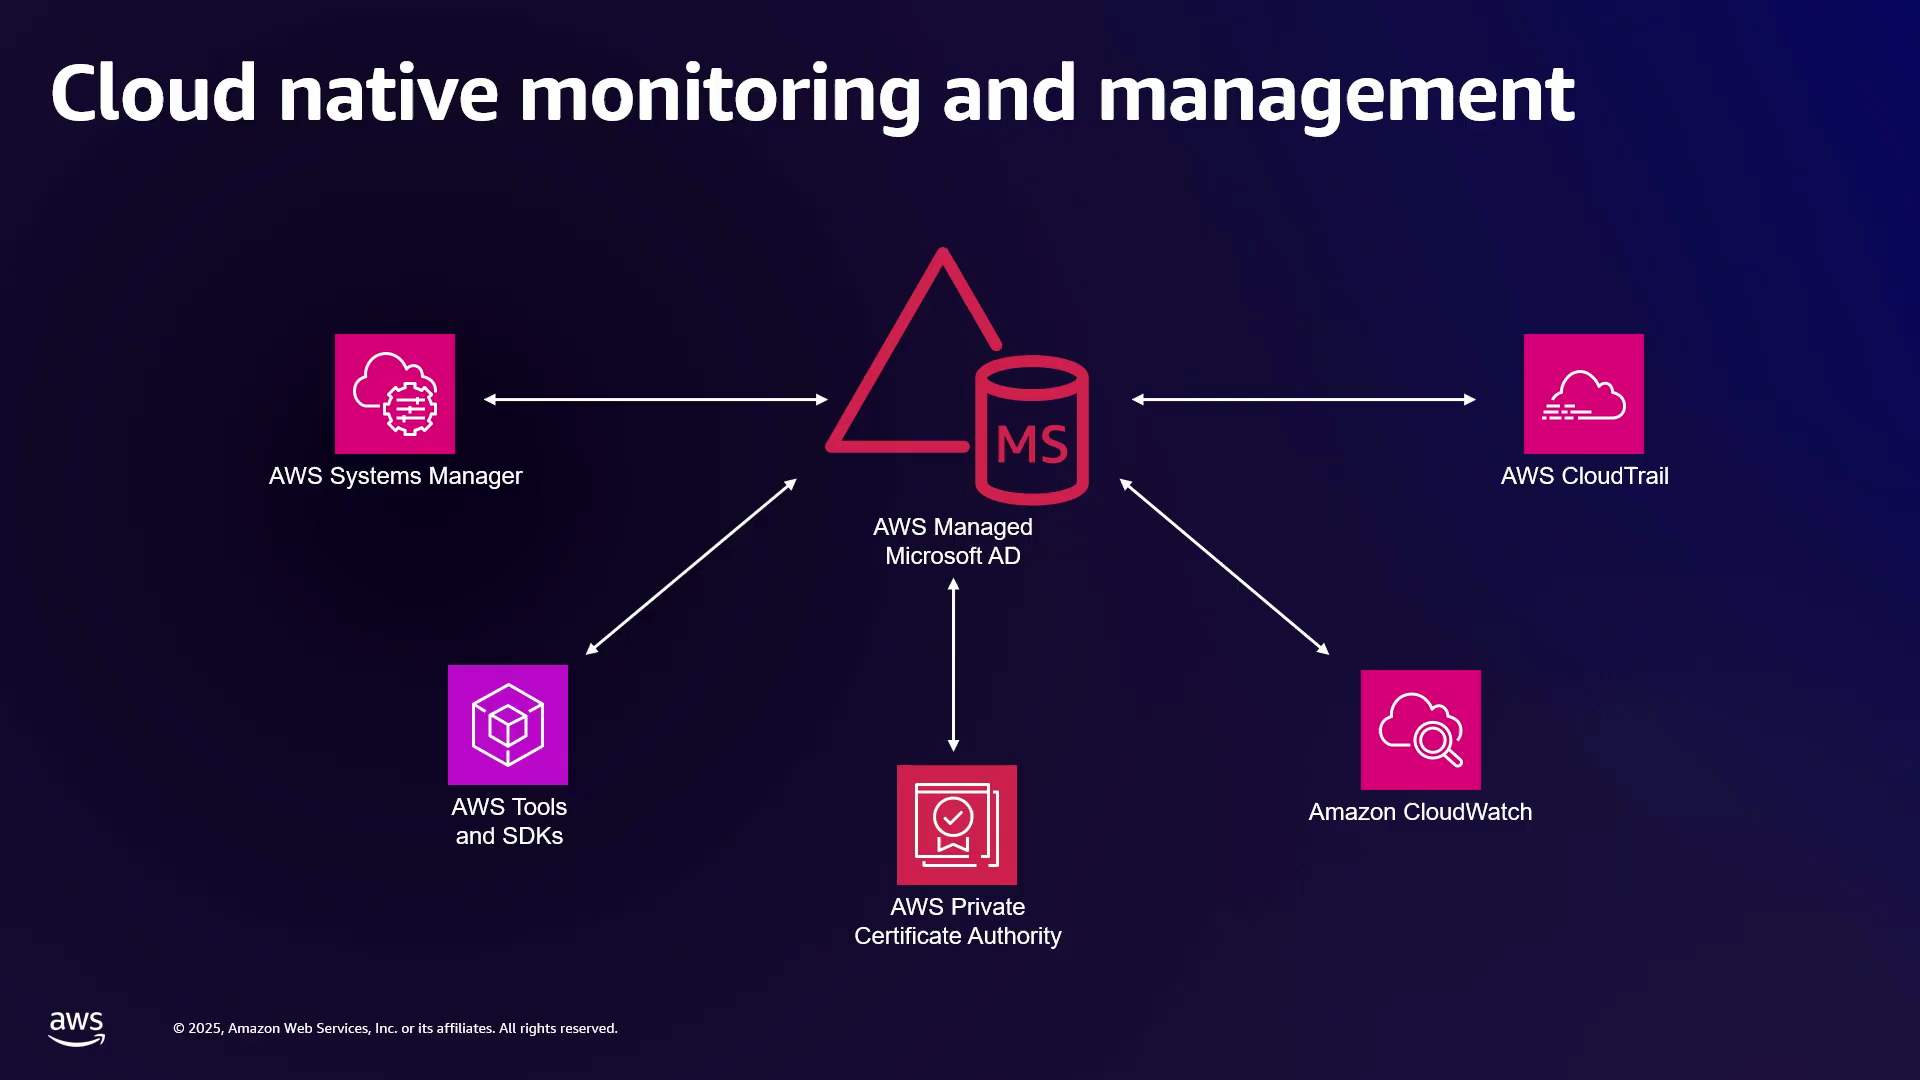 Cloud native monitoring and management
MS
AWS Systems Manager
AWS Managed
Microsoft AD
AWS CloudTrail
AWS Tools
and SDKs
AWS Private
Certificate Authority
Amazon CloudWatch
aws
© 2025, Amazon Web Services, Inc. or its affiliates. All rights reserved.